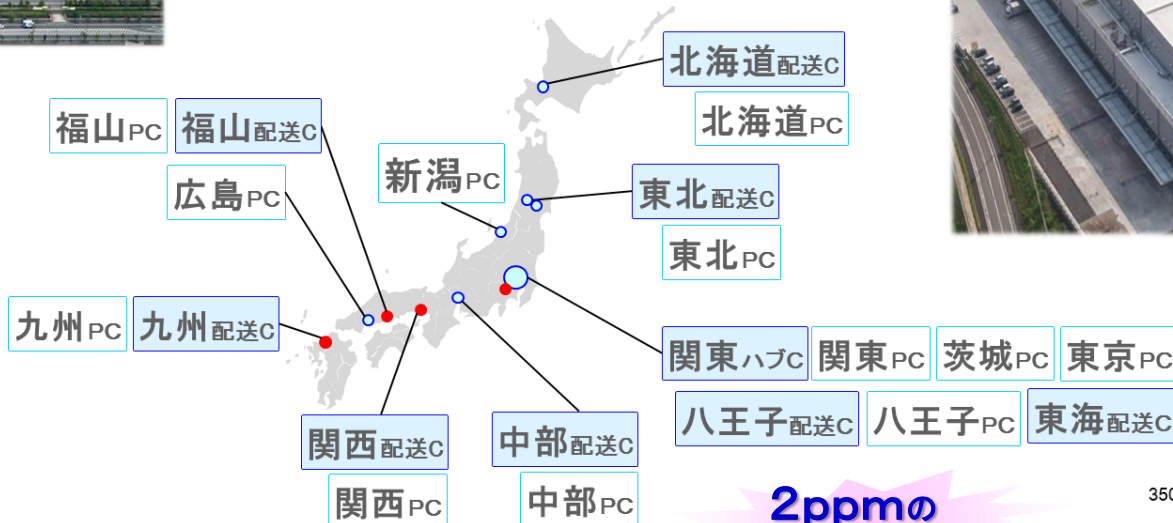 北海道配送C
北海道PC
福山PC 福山配送C
新潟PC
広島PC
東北配送C
東北PC
九州PC 九州配送C
関東ハブC 関東PC 茨城PC 東京PC
八王子配送C 八王子PC 東海配送C
関西配送C
関西PC
中部配送C
中部PC
2ppmの
350